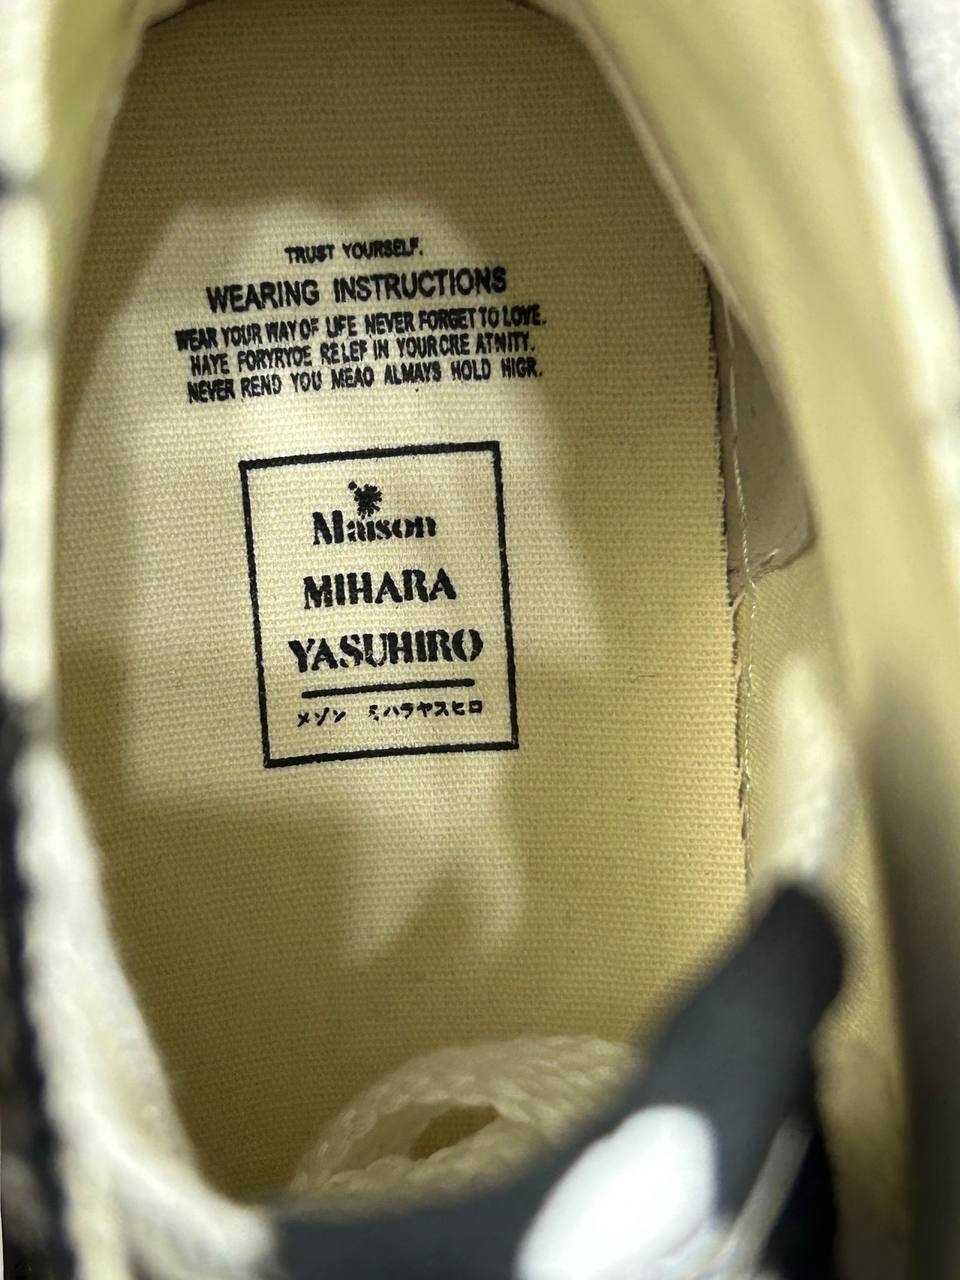 TRUST YOURSELF.
WEARING INSTRUCTIONS
WEAR YOUR WAY OF LIFE NEVER FORGET TO LOVE.
HAYE FORYRYOE RELEF IN YOUR CRE ATNITY.
NEVER REND YOU MEAO ALMAYS HOLD HIGR.
Maison
MIHARA
YASUHIRO
メゾン ミハラヤスヒロ